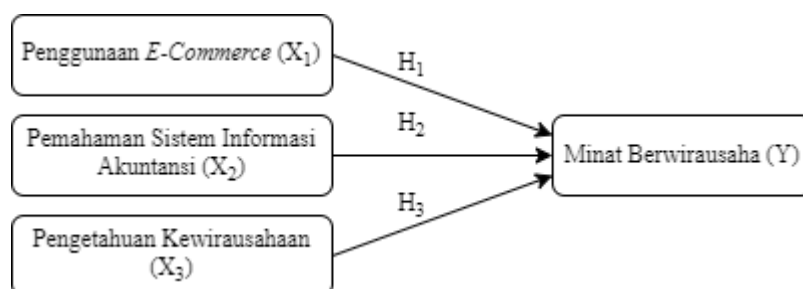 Penggunaan E-Commerce (X₁)
H₁
Pemahaman Sistem Informasi
Akuntansi (X₂)
H₂
Minat Berwirausaha (Y)
Pengetahuan Kewirausahaan
(X₃)
H₃